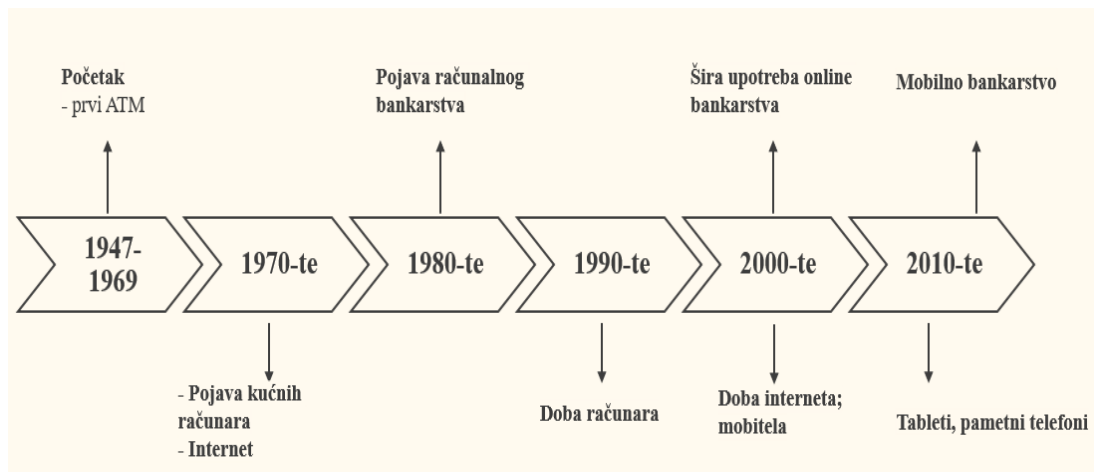 Početak
- prvi ATM
Pojava računalnog
bankarstva
Šira upotreba online
bankarstva
Mobilno bankarstvo
1947-
1969
1970-te
1980-te
1990-te
2000-te
2010-te
- Pojava kućnih
računara
- Internet
Doba računara
Doba interneta;
mobitela
Tableti, pametni telefoni